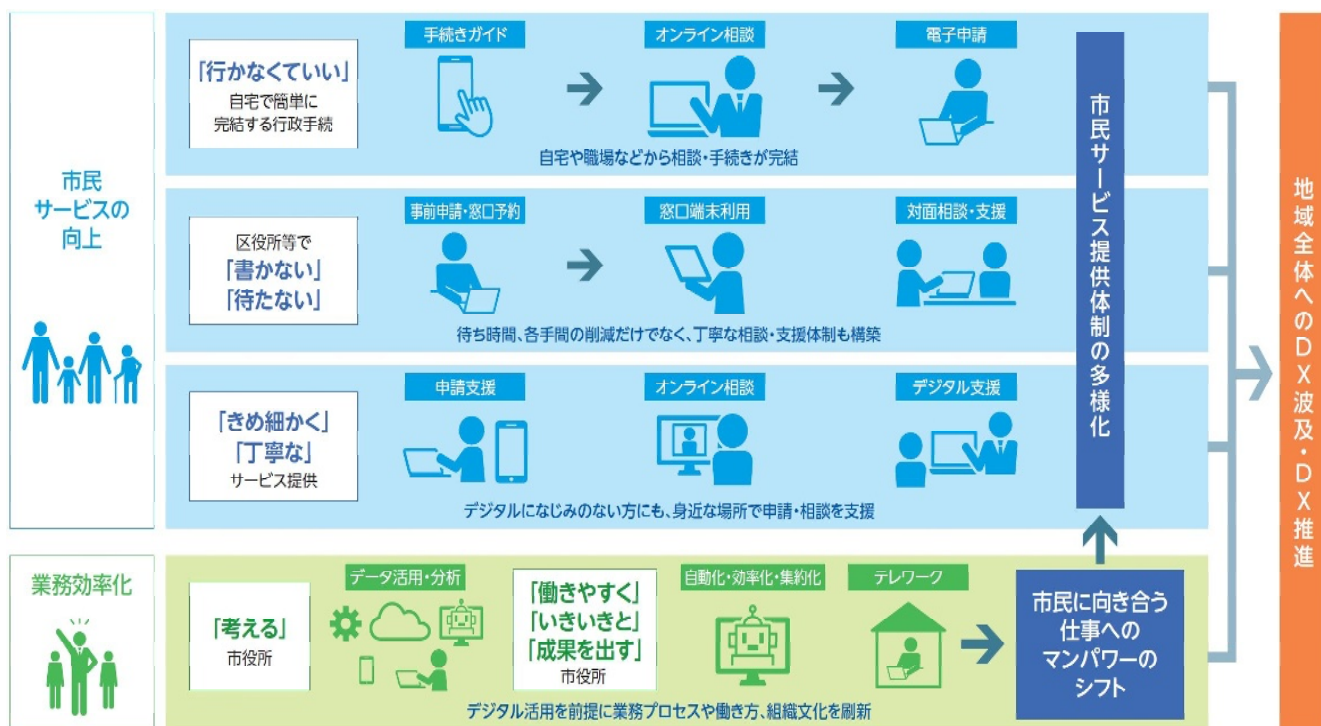 市民
サービスの
向上
「行かなくていい」
自宅で簡単に
完結する行政手続
手続きガイド
オンライン相談
電子申請
自宅や職場などから相談・手続きが完結
区役所等で
「書かない」
「待たない」
事前申請・窓口予約
窓口端末利用
対面相談・支援
待ち時間、各手間の削減だけでなく、丁寧な相談・支援体制も構築
「きめ細かく」
「丁寧な」
サービス提供
申請支援
オンライン相談
デジタル支援
デジタルになじみのない方にも、身近な場所で申請・相談を支援
市民サービス提供体制の多様化
業務効率化
「考える」
市役所
データ活用・分析
「働きやすく」
「いきいきと」
「成果を出す」
市役所
自動化・効率化・集約化
テレワーク
デジタル活用を前提に業務プロセスや働き方、組織文化を刷新
市民に向き合う
仕事への
マンパワーの
シフト
地域全体へのDX波及・DX推進